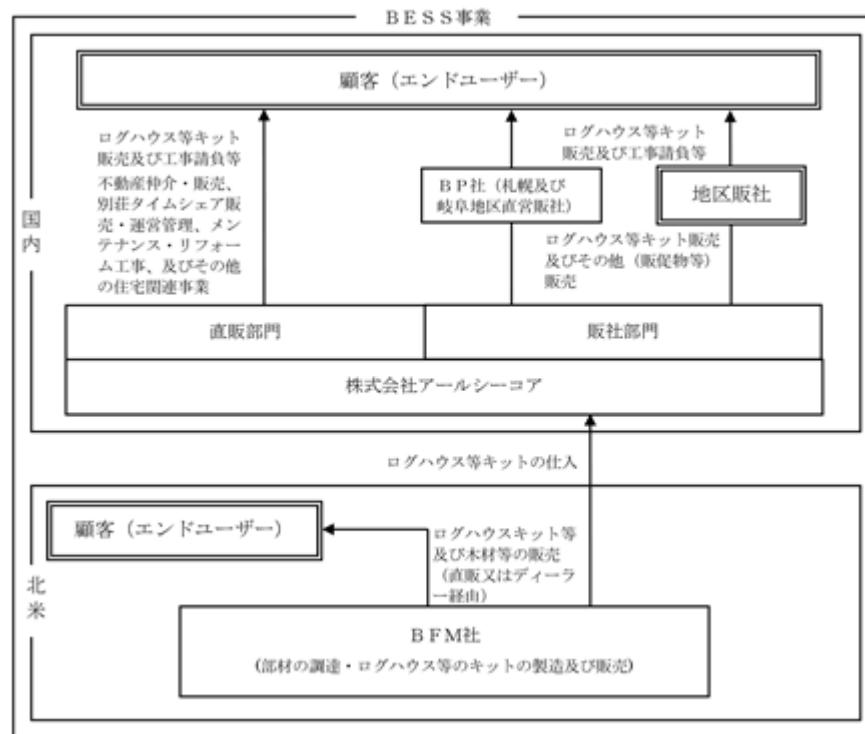 ＢＥＳＳ事業
国内
顧客（エンドユーザー）
ログハウス等キット
販売及び工事請負等
不動産仲介・販売、
別荘タイムシェア販
売・運営管理、メン
テナンス・リフォー
ム工事、及びその他
の住宅関連事業
ログハウス等キット
販売及び工事請負等
ＢＰ社（札幌及び
岐阜地区直営販社）
地区販社
ログハウス等キット販売
及びその他（販促物等）
販売
直販部門
販社部門
株式会社アールシーコア
ログハウス等キットの仕入
北米
顧客（エンドユーザー）
ログハウスキット等
及び木材等の販売
（直販又はディーラ
ー経由）
ＢＦＭ社
(部材の調達・ログハウス等のキットの製造及び販売)